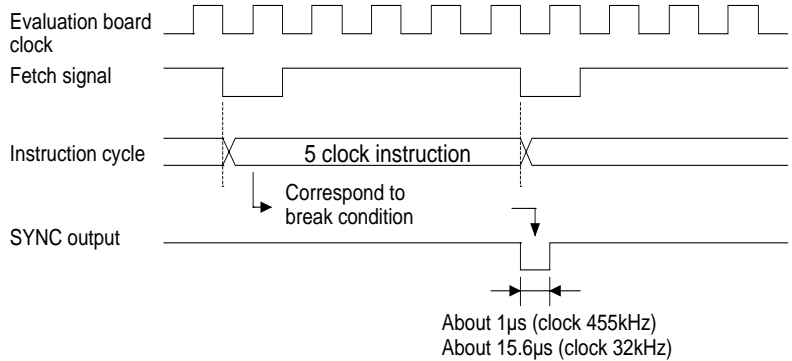 Evaluation board
clock
Fetch signal
Instruction cycle
5 clock instruction
Correspond to
break condition
SYNC output
About 1µs (clock 455kHz)
About 15.6µs (clock 32kHz)